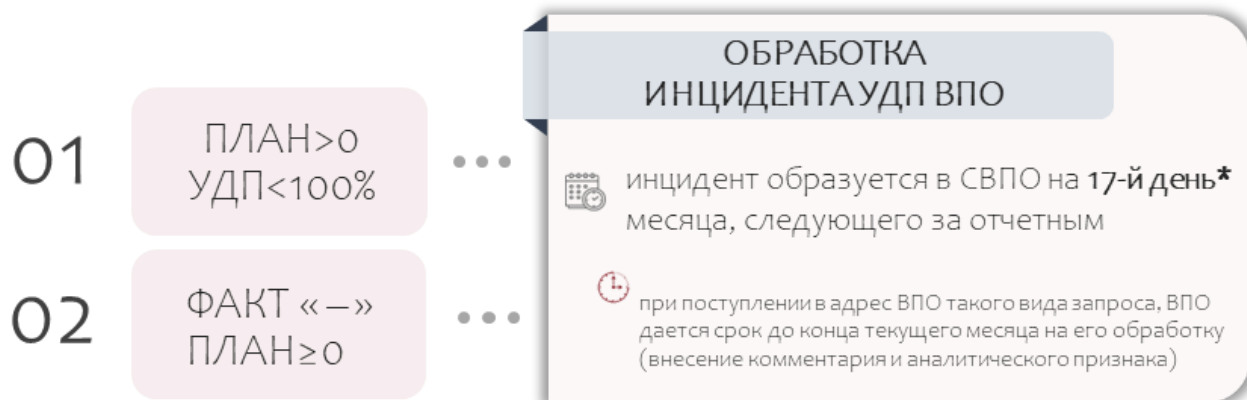 ОБРАБОТКА
ИНЦИДЕНТА УДП ВПО
01
ПЛАН>0
УДП<100%
инцидент образуется в СВПО на 17-й день*
месяца, следующего за отчетным
02
ФАКТ «–»
ПЛАН≥0
при поступлении в адрес ВПО такого вида запроса, ВПО
дается срок до конца текущего месяца на его обработку
(внесение комментария и аналитического признака)